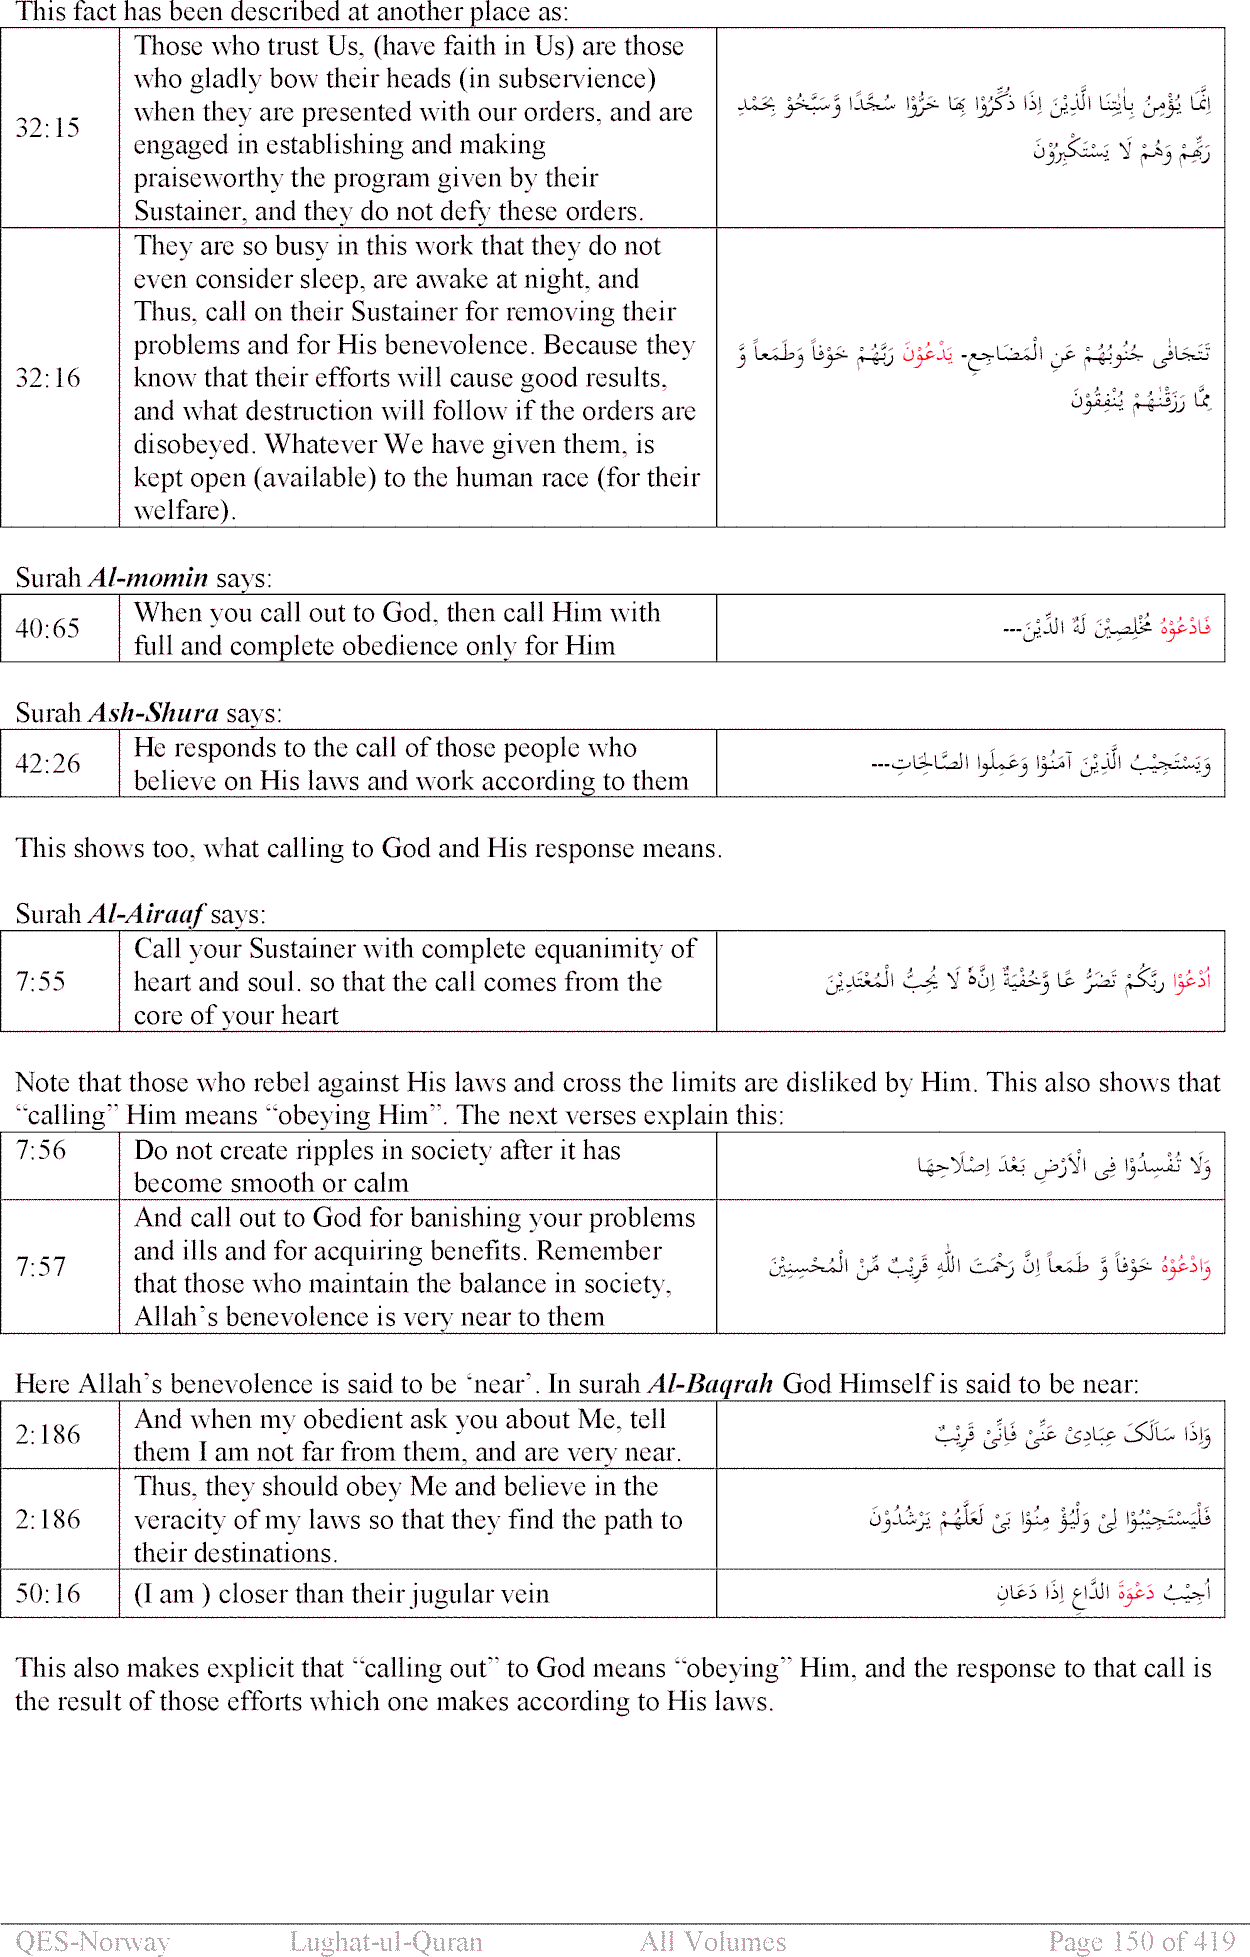 This fact has been described at another place as:
32:15
Those who trust Us, (have faith in Us) are those
who gladly bow their heads (in subservience)
when they are presented with our orders, and are
engaged in establishing and making
praiseworthy the program given by their
Sustainer, and they do not defy these orders.
اِنَّمَا يُؤْمِنُ بِاٰيٰتِنَا الَّذِيْنَ اِذَا ذُكِّرُوْا بِهَا خَرُّوْا سُجَّدًا وَّسَبَّحُوْ بِحَمْدِ
رَبِّهِمْ وَهُمْ لَا يَسْتَكْبِرُوْنَ
32:16
They are so busy in this work that they do not
even consider sleep, are awake at night, and
Thus, call on their Sustainer for removing their
problems and for His benevolence. Because they
know that their efforts will cause good results,
and what destruction will follow if the orders are
disobeyed. Whatever We have given them, is
kept open (available) to the human race (for their
welfare).
تَتَجَافٰى جُنُوبُهُمْ عَنِ الْمَضَاجِعِ- يَدْعُوْنَ رَبَّهُمْ خَوْفاً وَطَمَعاً وَّ
مِمَّا رَزَقْنٰهُمْ يُنْفِقُوْنَ
Surah Al-momin says:
40:65
When you call out to God, then call Him with
full and complete obedience only for Him
فَادْعُوْهُ مُخْلِصِيْنَ لَهُ الدِّيْنَ---
Surah Ash-Shura says:
42:26
He responds to the call of those people who
believe on His laws and work according to them
وَيَسْتَجِيْبُ الَّذِيْنَ آمَنُوْا وَعَمِلُوا الصَّالِحَاتِ---
This shows too, what calling to God and His response means.
Surah Al-Airaaf says:
7:55
Call your Sustainer with complete equanimity of
heart and soul. so that the call comes from the
core of your heart
اُدْعُوْا رَبَّكُمْ تَضَرُّ عًا وَّخُفْيَةً اِنَّهٗ لَا يُحِبُّ الْمُعْتَدِيْنَ
Note that those who rebel against His laws and cross the limits are disliked by Him. This also shows that
“calling” Him means “obeying Him”. The next verses explain this:
7:56
Do not create ripples in society after it has
become smooth or calm
وَلَا تُفْسِدُوْا فِى الْاَرْضِ بَعْدَ اِصْلَاحِهَا
7:57
And call out to God for banishing your problems
and ills and for acquiring benefits. Remember
that those who maintain the balance in society,
Allah’s benevolence is very near to them
وَادْعُوْهُ خَوْفاً وَّ طَمَعاً اِنَّ رَحْمَتَ اللّٰهِ قَرِيْبٌ مِّنْ الْمُحْسِنِيْنَ
Here Allah’s benevolence is said to be ‘near’. In surah Al-Baqrah God Himself is said to be near:
2:186
And when my obedient ask you about Me, tell
them I am not far from them, and are very near.
وَاِذَا سَاَلَکَ عِبَادِىْ عَنِّىْ فَاِنِّىْ قَرِيْبٌ
2:186
Thus, they should obey Me and believe in the
veracity of my laws so that they find the path to
their destinations.
فَلْيَسْتَجِيْبُوْا لِىْ وَلْيُؤْ مِنُوْا بَىْ لَعَلَّهُمْ يَرْشُدُوْنَ
50:16
(I am ) closer than their jugular vein
اُجِيْبُ دَعْوَةَ الدَّاعِ اِذَا دَعَانِ
This also makes explicit that “calling out” to God means “obeying” Him, and the response to that call is
the result of those efforts which one makes according to His laws.
QES-Norway Lughat-ul-Quran All Volumes Page 150 of 419